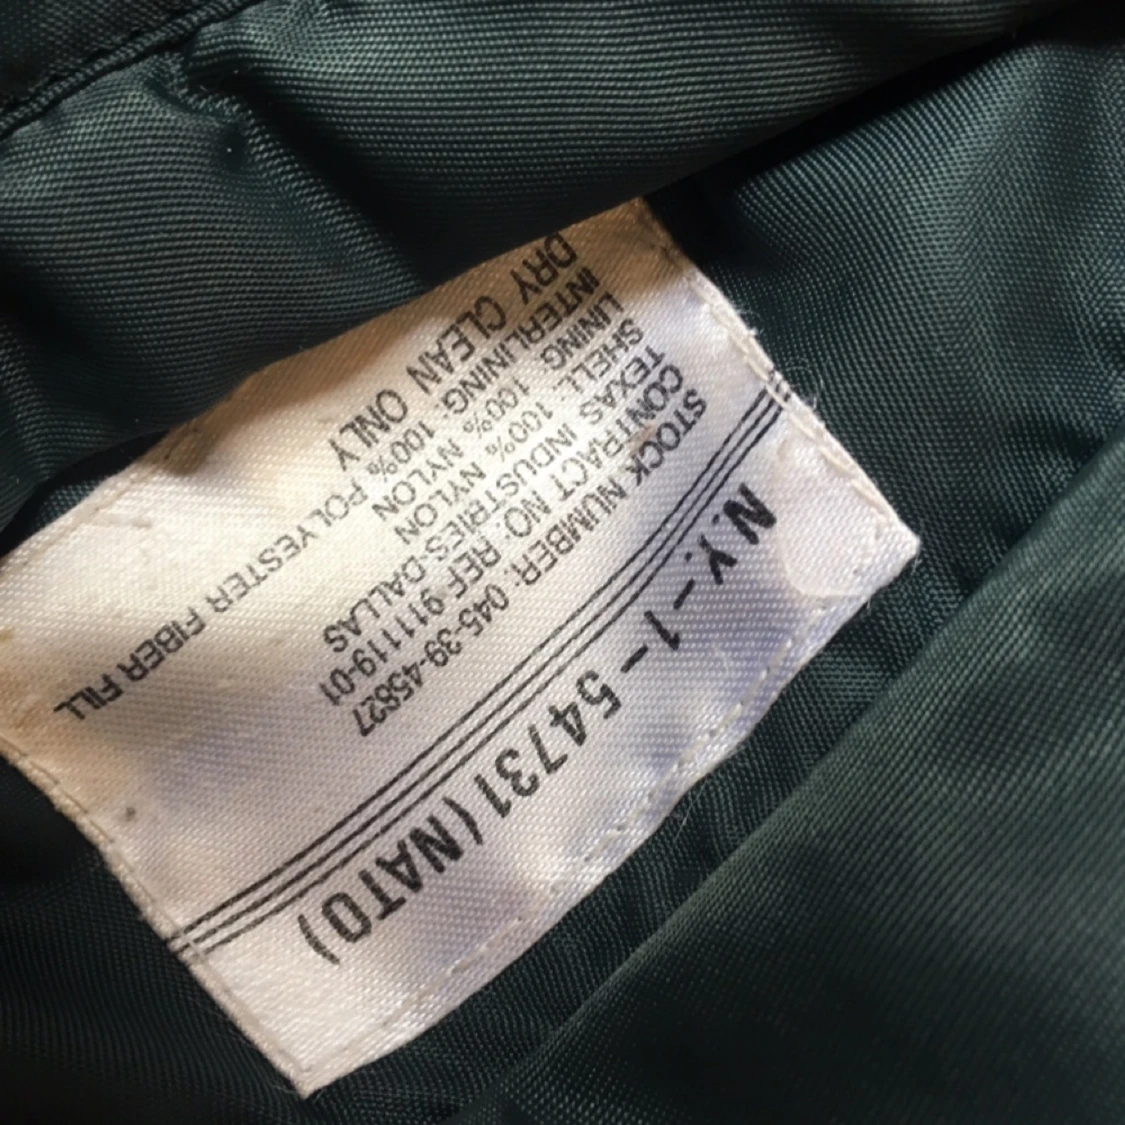 N.Y.-1-54731(NATO)
STOCK NUMBER: 045-39-45827
CONTRACT NO: REF 911119-01
TEXAS INDUSTRIES-DALLAS
SHELL: 100% NYLON
LINING: 100% NYLON
INTERLINING: 100% POLYESTER FIBER FILL
DRY CLEAN ONLY